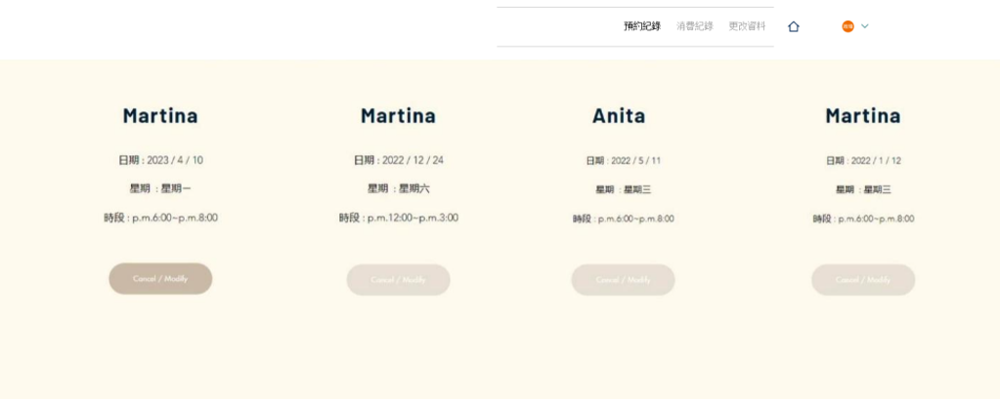 預約紀錄 消費紀錄 更改資料
Martina
日期 : 2023 / 4 / 10
星期 : 星期一
時段 : p.m.6:00~p.m.8:00
Cancel / Modify
Martina
日期 : 2022 / 12 / 24
星期 : 星期六
時段 : p.m.12:00~p.m.3:00
Cancel / Modify
Anita
日期 : 2022 / 5 / 11
星期 : 星期三
時段 : p.m.6:00~p.m.8:00
Cancel / Modify
Martina
日期 : 2022 / 1 / 12
星期 : 星期三
時段 : p.m.6:00~p.m.8:00
Cancel / Modify